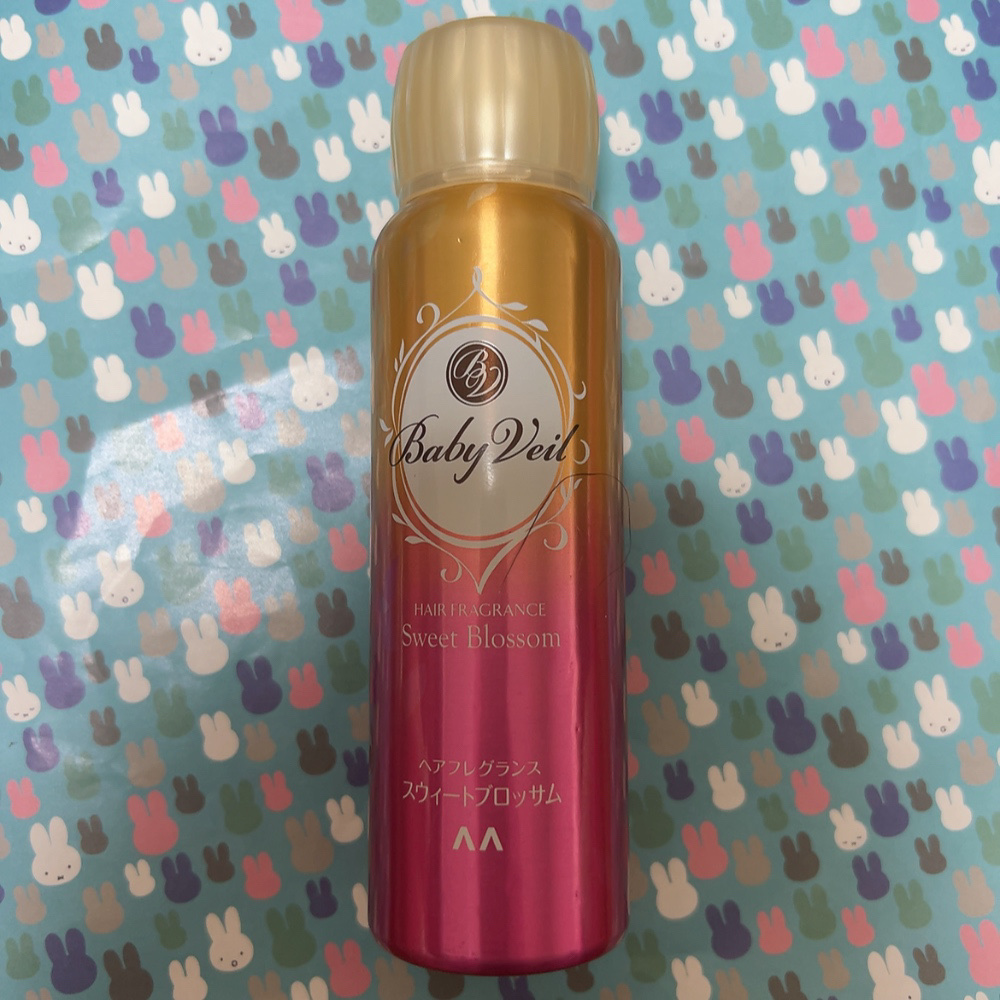 BV
Baby Veil
HAIR FRAGRANCE
Sweet Blossom
ヘアフレグランス
スウィートブロッサム